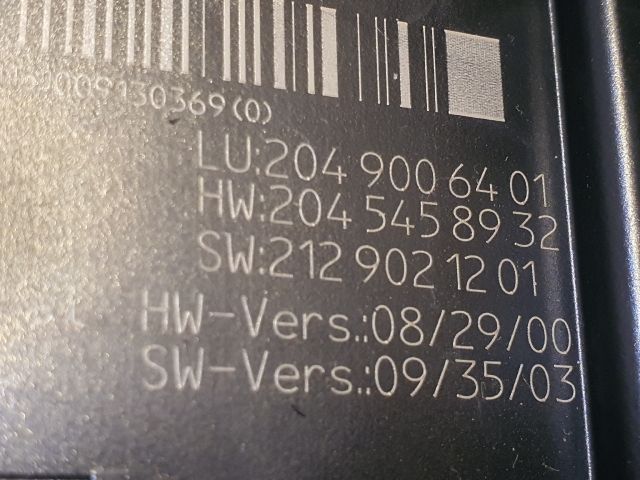 009130369(0)
LU:204 900 64 01
HW:204 545 89 32
SW:212 902 12 01
HW-Vers.:08/29/00
SW-Vers.:09/35/03